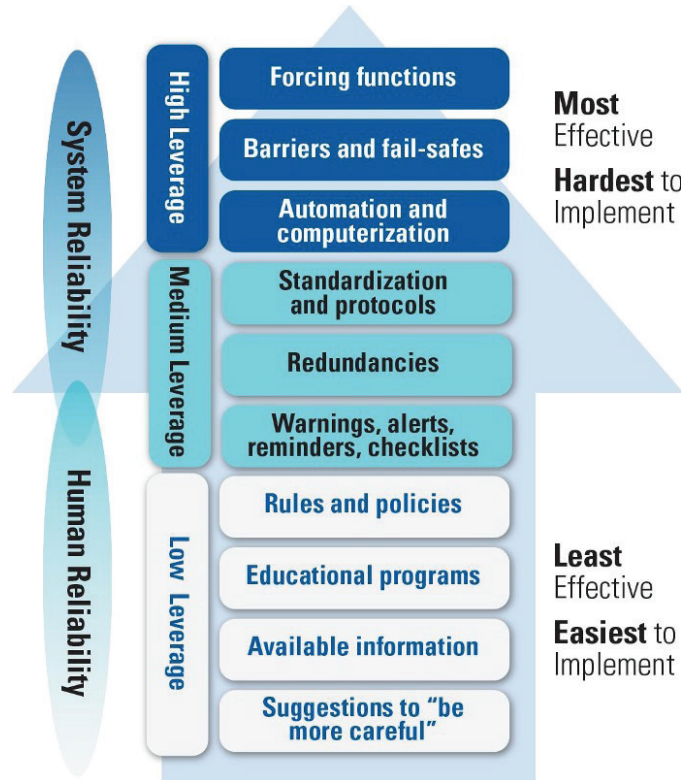 System Reliability
Human Reliability
High Leverage
Forcing functions
Barriers and fail-safes
Automation and
computerization
Medium Leverage
Standardization
and protocols
Redundancies
Warnings, alerts,
reminders, checklists
Low Leverage
Rules and policies
Educational programs
Available information
Suggestions to “be
more careful”
Most
Effective
Hardest to
Implement
Least
Effective
Easiest to
Implement